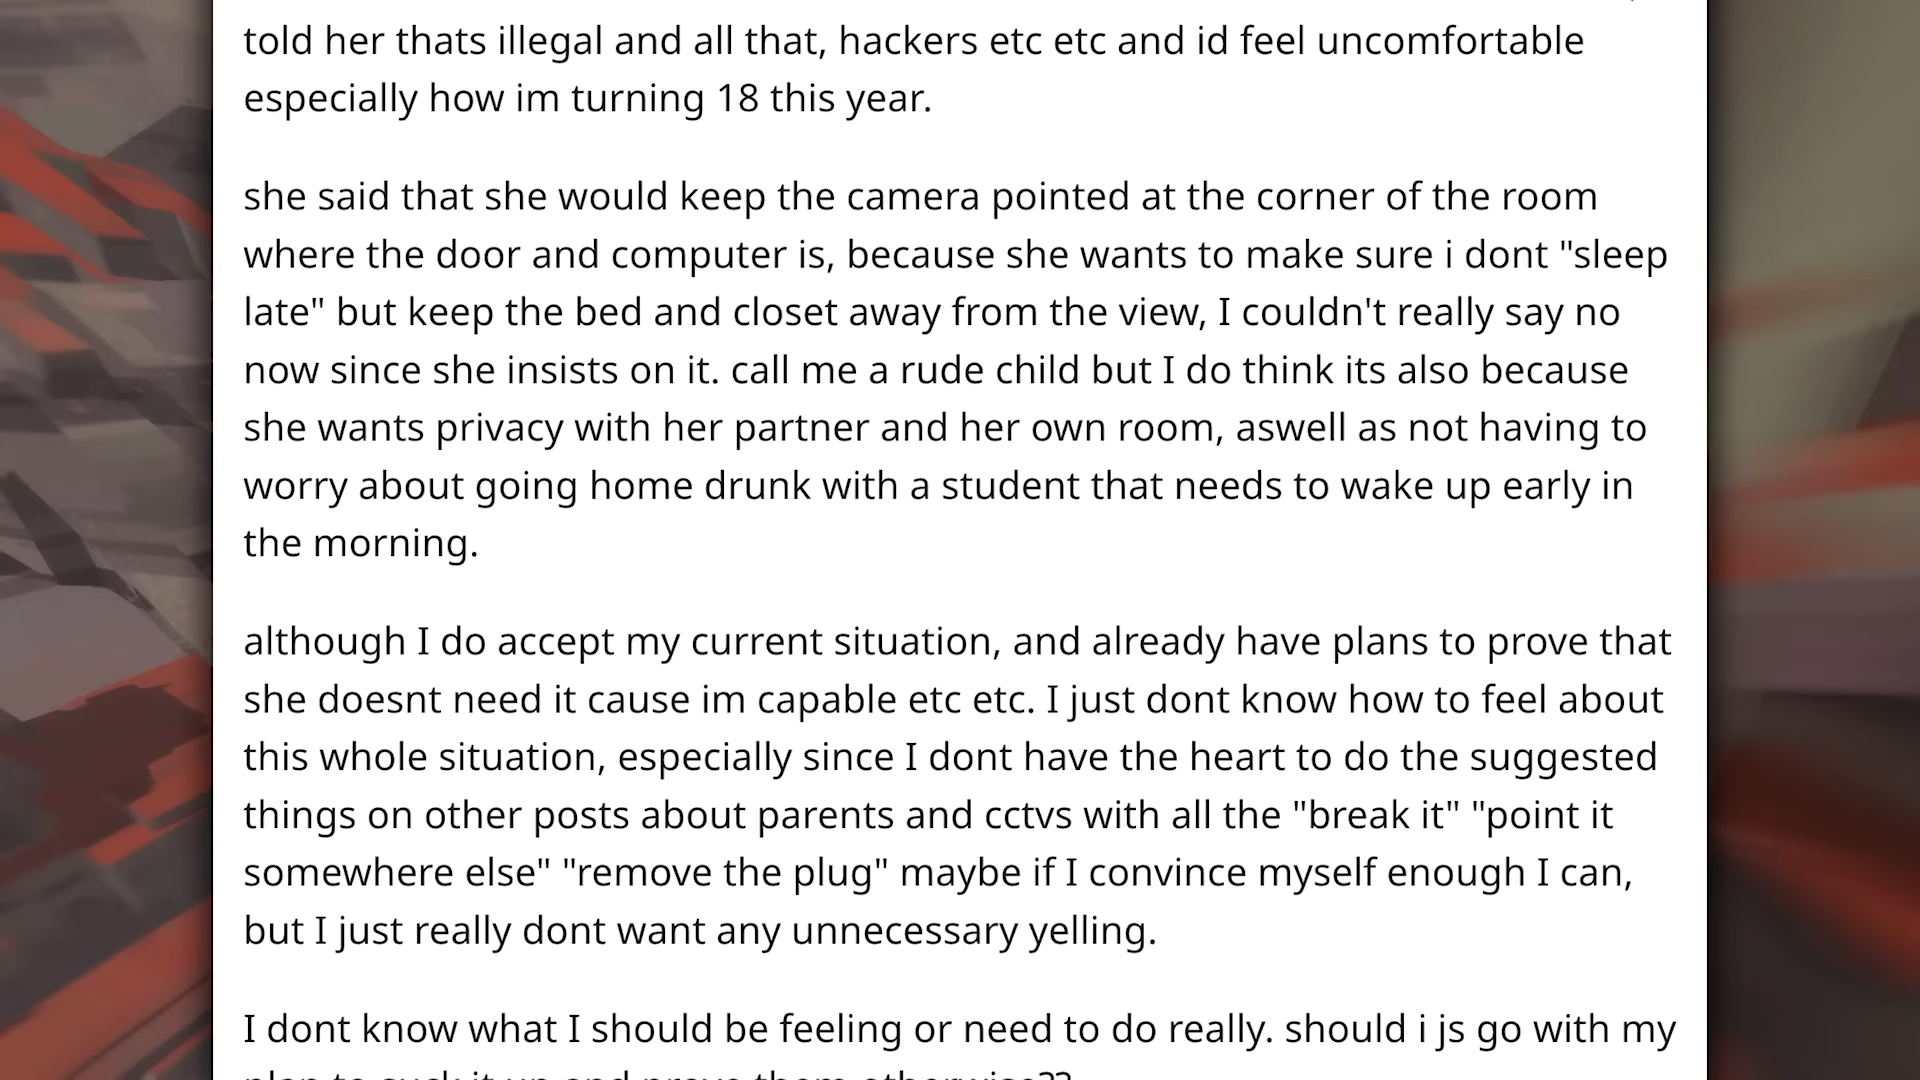 told her thats illegal and all that, hackers etc etc and id feel uncomfortable
especially how im turning 18 this year.
she said that she would keep the camera pointed at the corner of the room
where the door and computer is, because she wants to make sure i dont "sleep
late" but keep the bed and closet away from the view, I couldn't really say no
now since she insists on it. call me a rude child but I do think its also because
she wants privacy with her partner and her own room, aswell as not having to
worry about going home drunk with a student that needs to wake up early in
the morning.
although I do accept my current situation, and already have plans to prove that
she doesnt need it cause im capable etc etc. I just dont know how to feel about
this whole situation, especially since I dont have the heart to do the suggested
things on other posts about parents and cctvs with all the "break it" "point it
somewhere else" "remove the plug" maybe if I convince myself enough I can,
but I just really dont want any unnecessary yelling.
I dont know what I should be feeling or need to do really. should i js go with my
plan to suck it up and prove them otherwise??